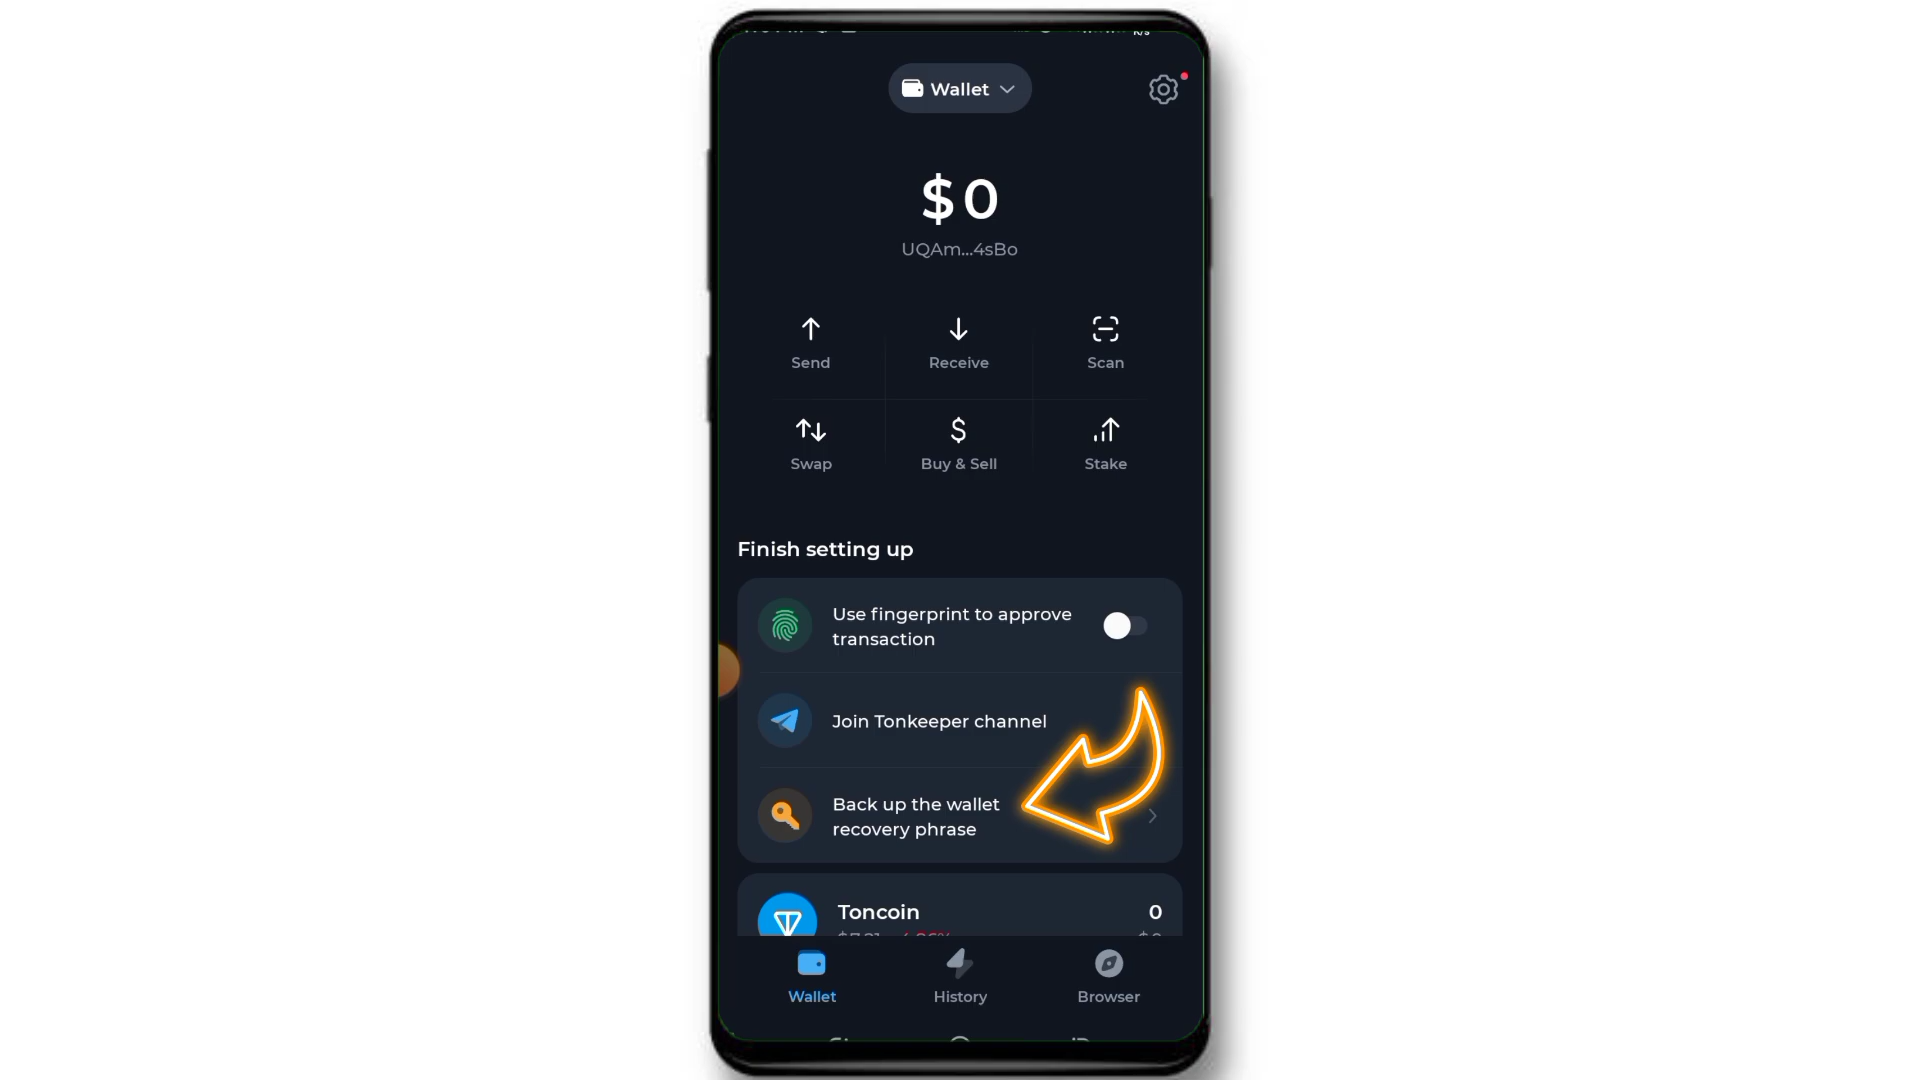 Wallet
$0
UQAm...4sBo
Send
Receive
Scan
Swap
Buy & Sell
Stake
Finish setting up
Use fingerprint to approve
transaction
Join Tonkeeper channel
Back up the wallet
recovery phrase
Toncoin 0
Wallet
History
Browser